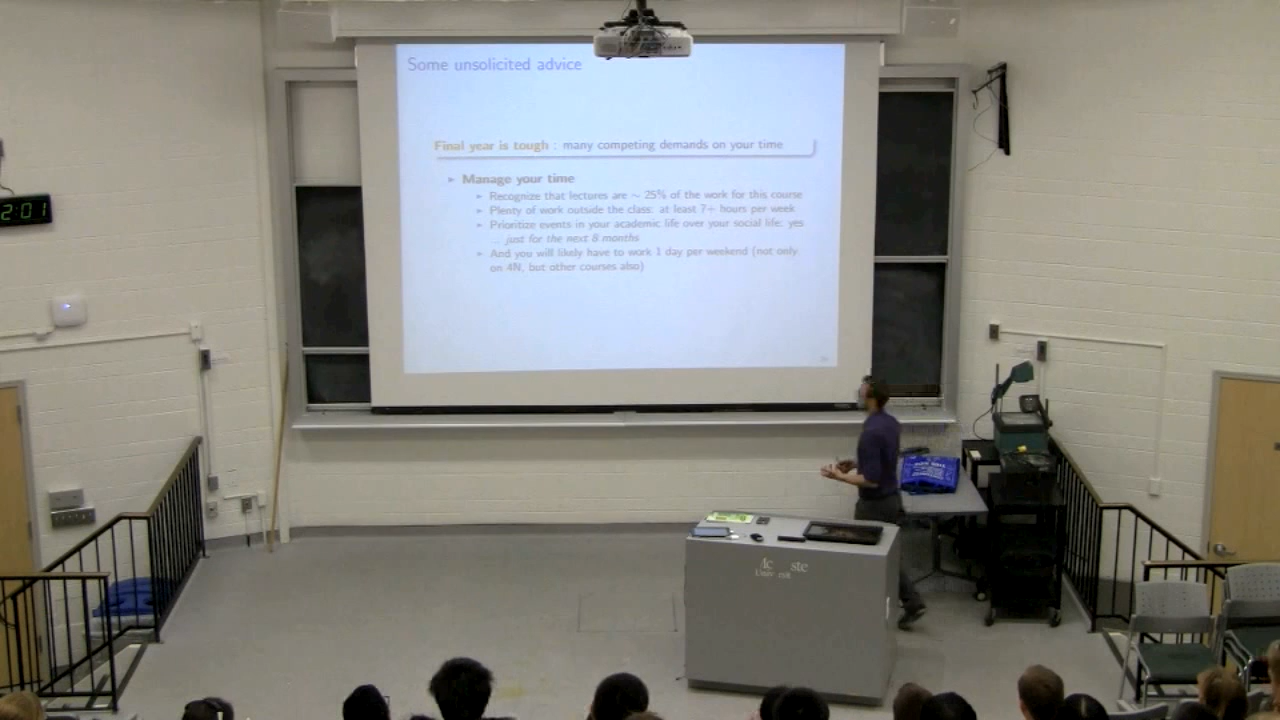 Some unsolicited advice
Final year is tough : many competing demands on your time
▸ Manage your time
▸ Recognize that lectures are ∼ 25% of the work for this course
▸ Plenty of work outside the class: at least 7+ hours per week
▸ Prioritize events in your academic life over your social life: yes
... just for the next 8 months
▸ And you will likely have to work 1 day per weekend (not only
on 4N, but other courses also)
2:01